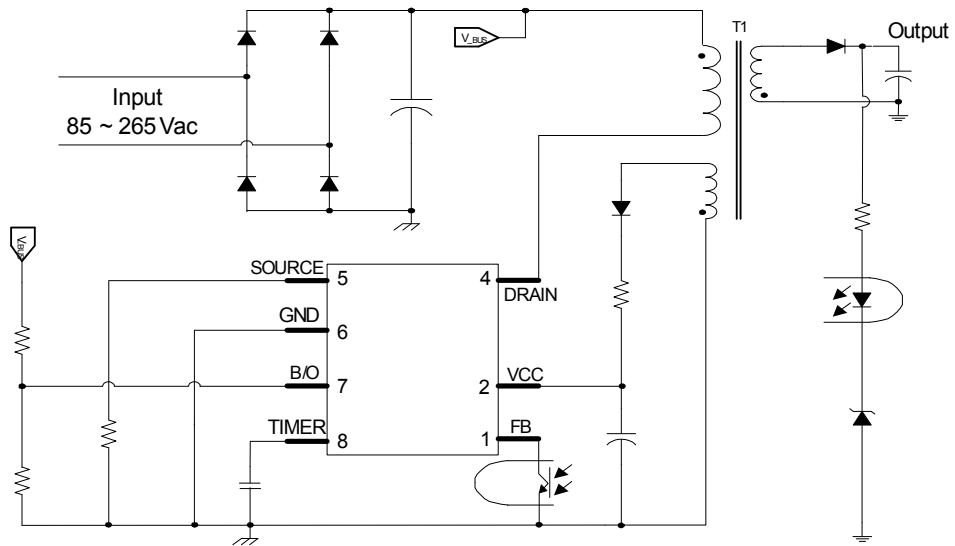 V_BUS
T1
Output
Input
85 ~ 265 Vac
V_BUS
SOURCE
5
4
DRAIN
GND
6
B/O
7
2
VCC
TIMER
8
1
FB